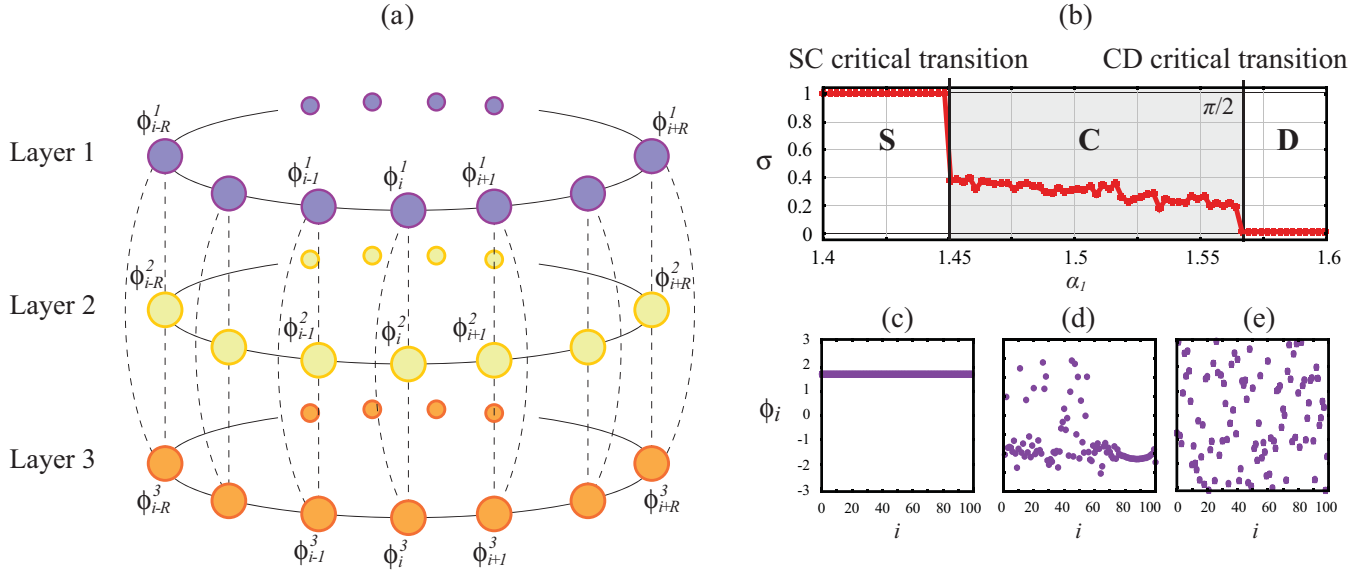 (a)
Layer 1
ϕ^1_{i-R}
ϕ^1_{i-1}
ϕ^1_i
ϕ^1_{i+1}
ϕ^1_{i+R}
Layer 2
ϕ^2_{i-R}
ϕ^2_{i-1}
ϕ^2_i
ϕ^2_{i+1}
ϕ^2_{i+R}
Layer 3
ϕ^3_{i-R}
ϕ^3_{i-1}
ϕ^3_i
ϕ^3_{i+1}
ϕ^3_{i+R}
(b)
SC critical transition
CD critical transition
σ
1
0.8
0.6
0.4
0.2
0
S
C
π/2
D
1.4
1.45
1.5
1.55
1.6
α_1
(c)
ϕ_i
3
2
1
0
-1
-2
-3
0 20 40 60 80 100
i
(d)
0 20 40 60 80 100
i
(e)
0 20 40 60 80 100
i